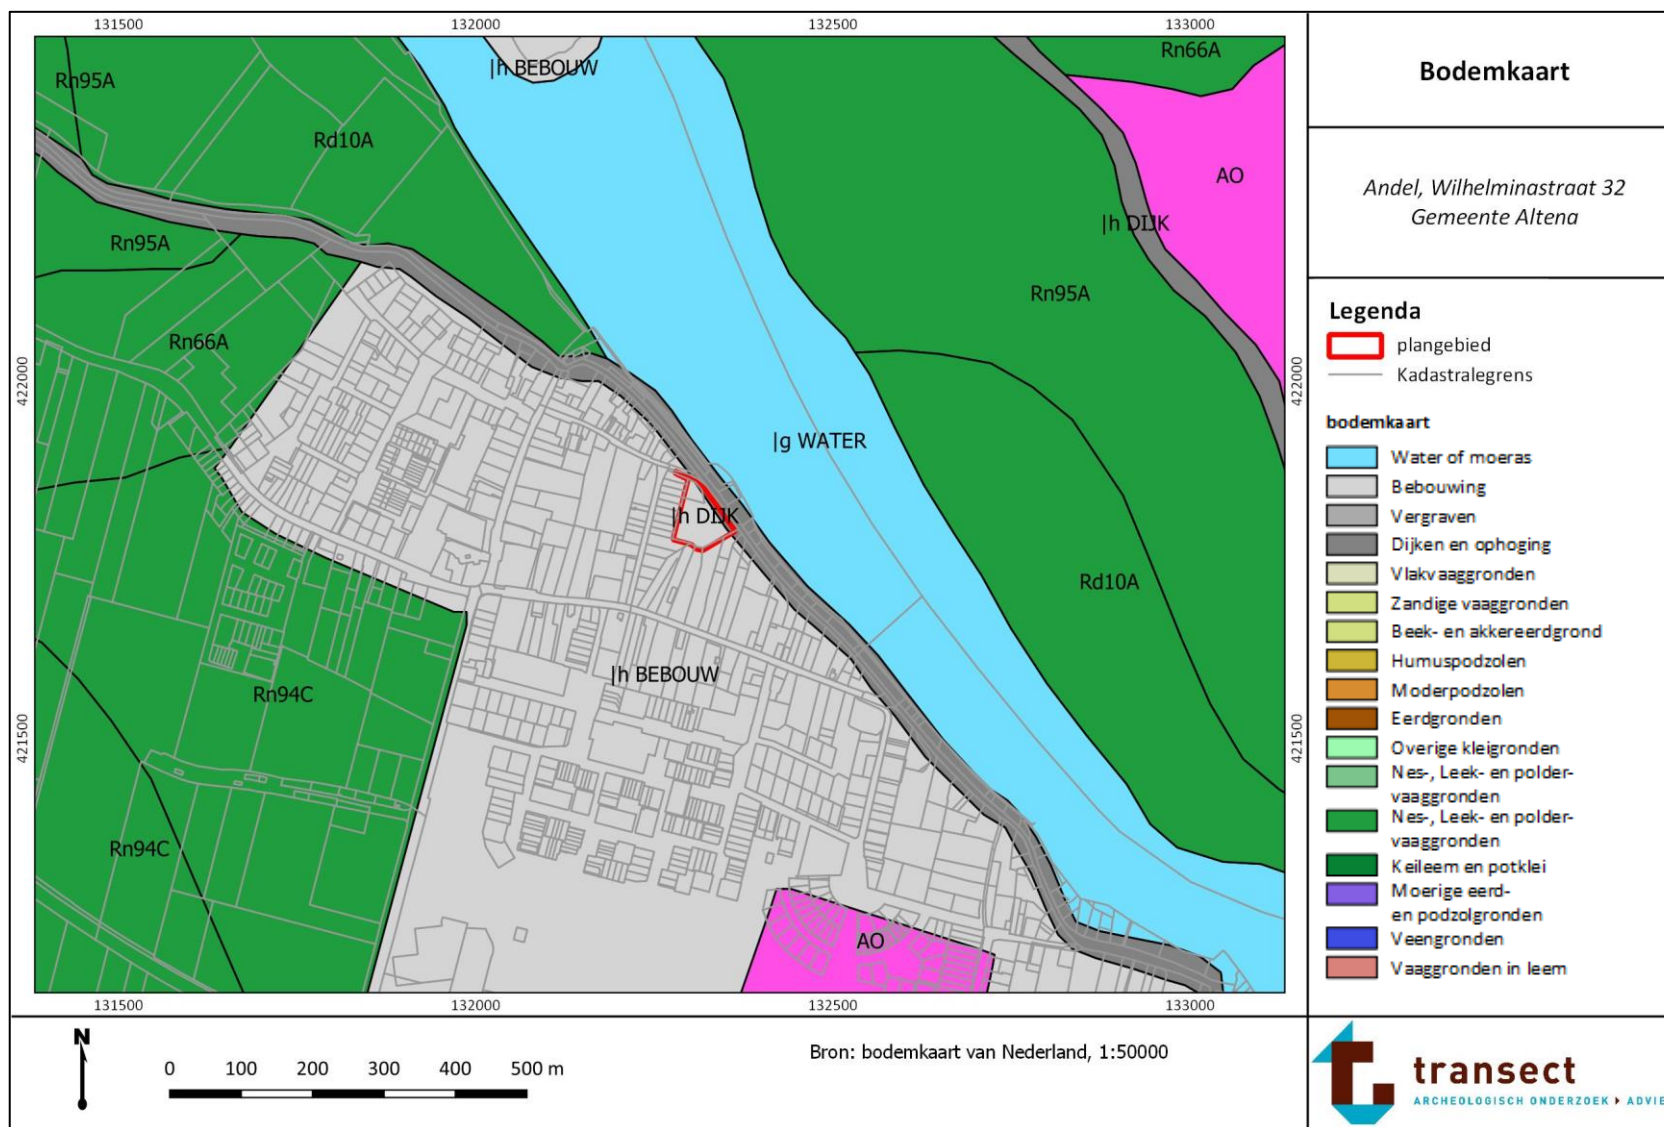 131500 132000 132500 133000
Rn66A
|h BEBOUW
Rn95A
Rd10A
AO
|h DIJK
Rn95A
Rn95A
Rn66A
422000 422000
|g WATER
|h DIJK
Rd10A
|h BEBOUW
Rn94C
421500 421500
Rn94C
AO
131500 132000 132500 133000
N
0 100 200 300 400 500 m
Bron: bodemkaart van Nederland, 1:50000
Bodemkaart
Andel, Wilhelminastraat 32
Gemeente Altena
Legenda
plangebied
Kadastralegrens
bodemkaart
Water of moeras
Bebouwing
Vergraven
Dijken en ophoging
Vlakvaaggronden
Zandige vaaggronden
Beek- en akkereerdgrond
Humuspodzolen
Moderpodzolen
Eerdgronden
Overige kleigronden
Nes-, Leek- en polder-
vaaggronden
Nes-, Leek- en polder-
vaaggronden
Keileem en potklei
Moerige eerd-
en podzolgronden
Veengronden
Vaaggronden in leem
transect
ARCHEOLOGISCH ONDERZOEK ADVIE